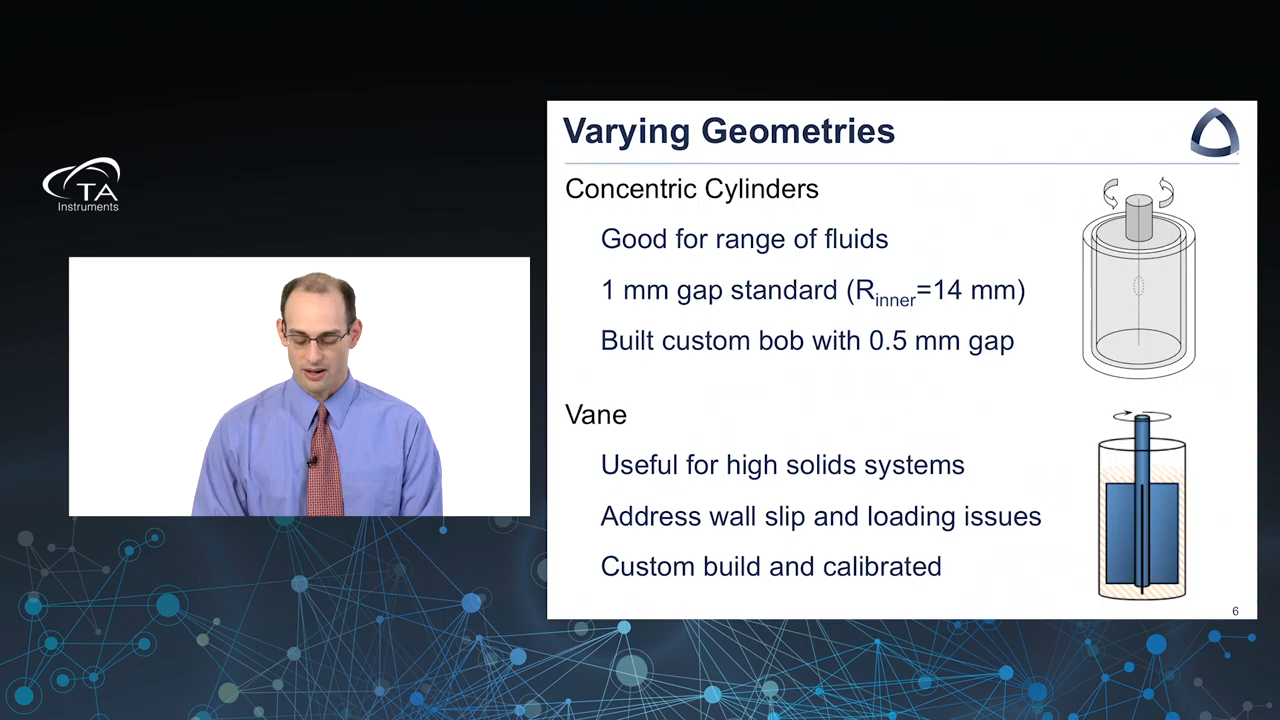 TA
Instruments
Varying Geometries
Concentric Cylinders
Good for range of fluids
1 mm gap standard (Rinner=14 mm)
Built custom bob with 0.5 mm gap
Vane
Useful for high solids systems
Address wall slip and loading issues
Custom build and calibrated
6